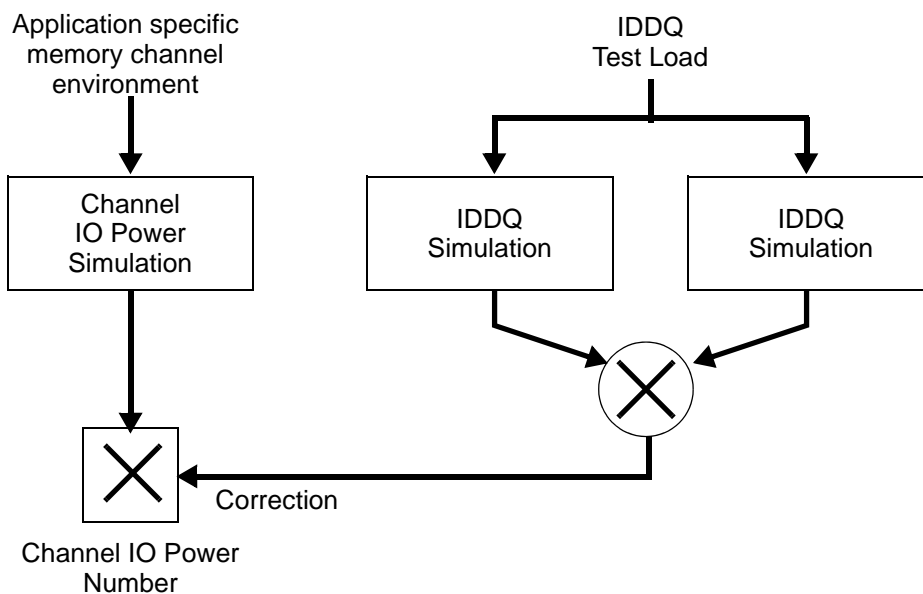 Application specific
memory channel
environment
IDDQ
Test Load
Channel
IO Power
Simulation
IDDQ
Simulation
IDDQ
Simulation
Correction
Channel IO Power
Number